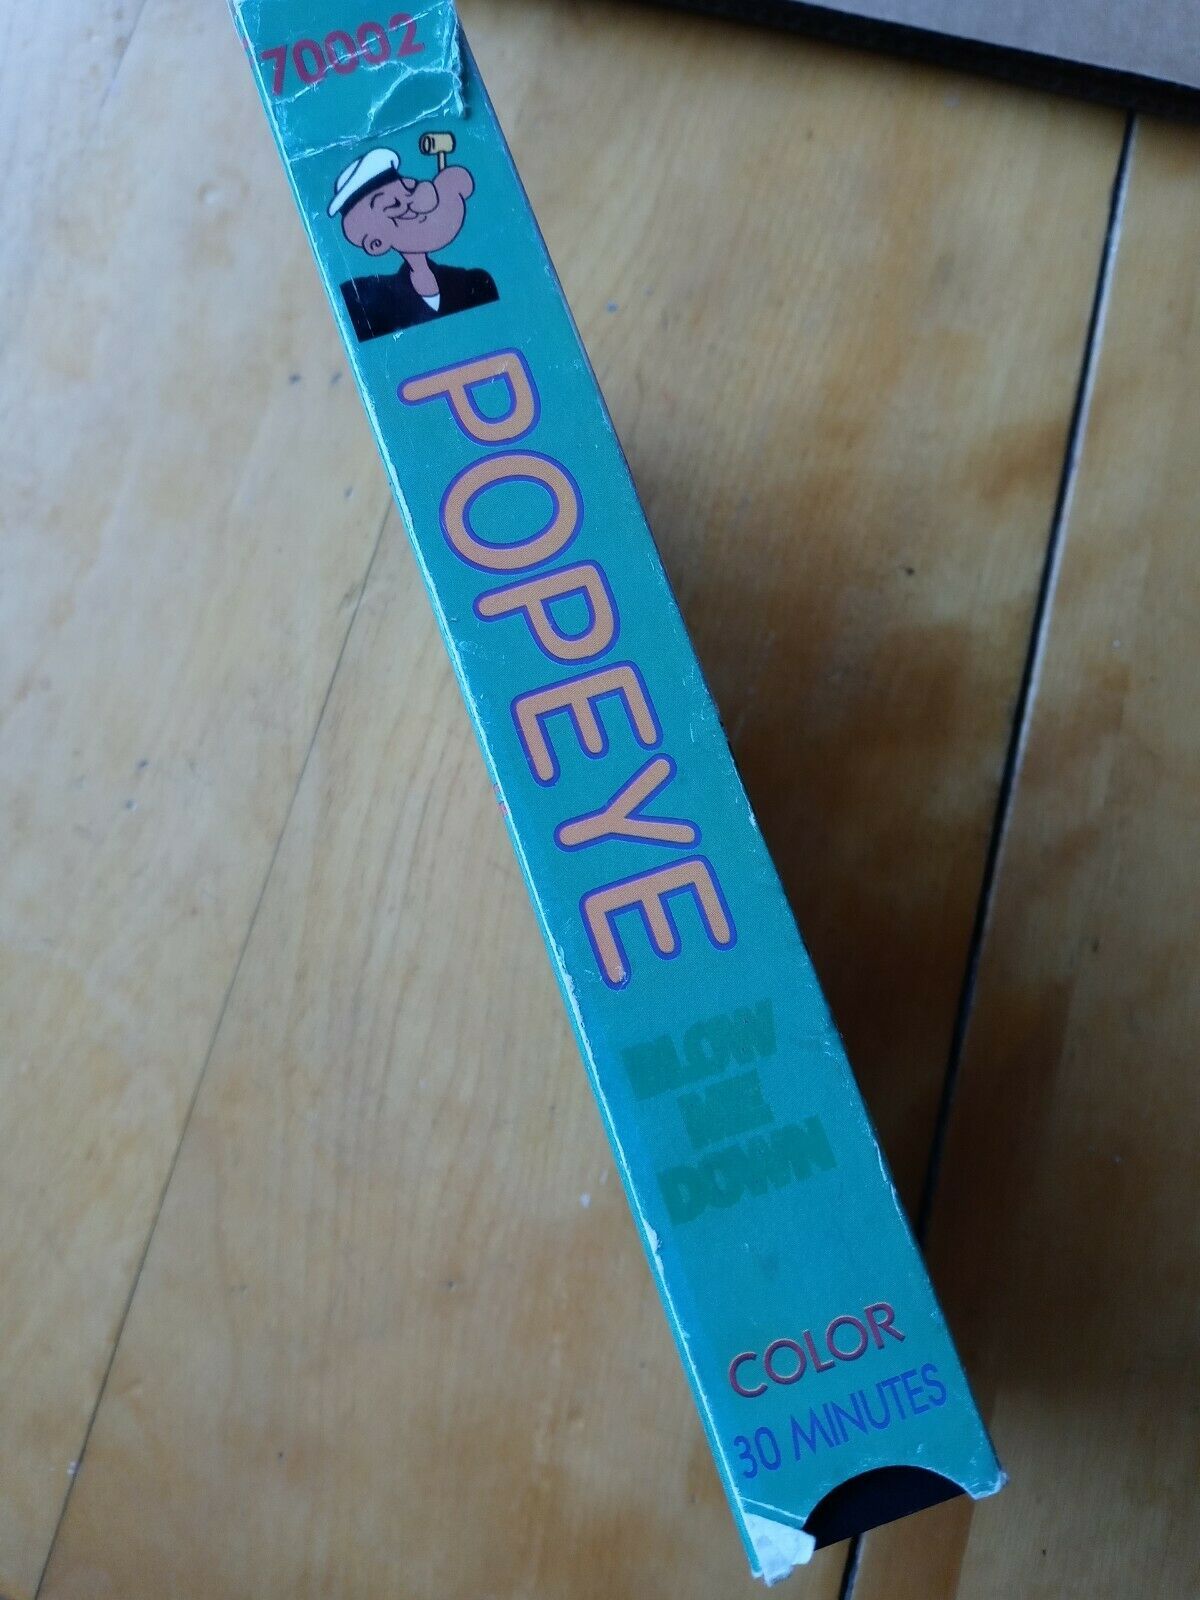 70002
POPEYE
BLOW
ME
DOWN
COLOR
30 MINUTES